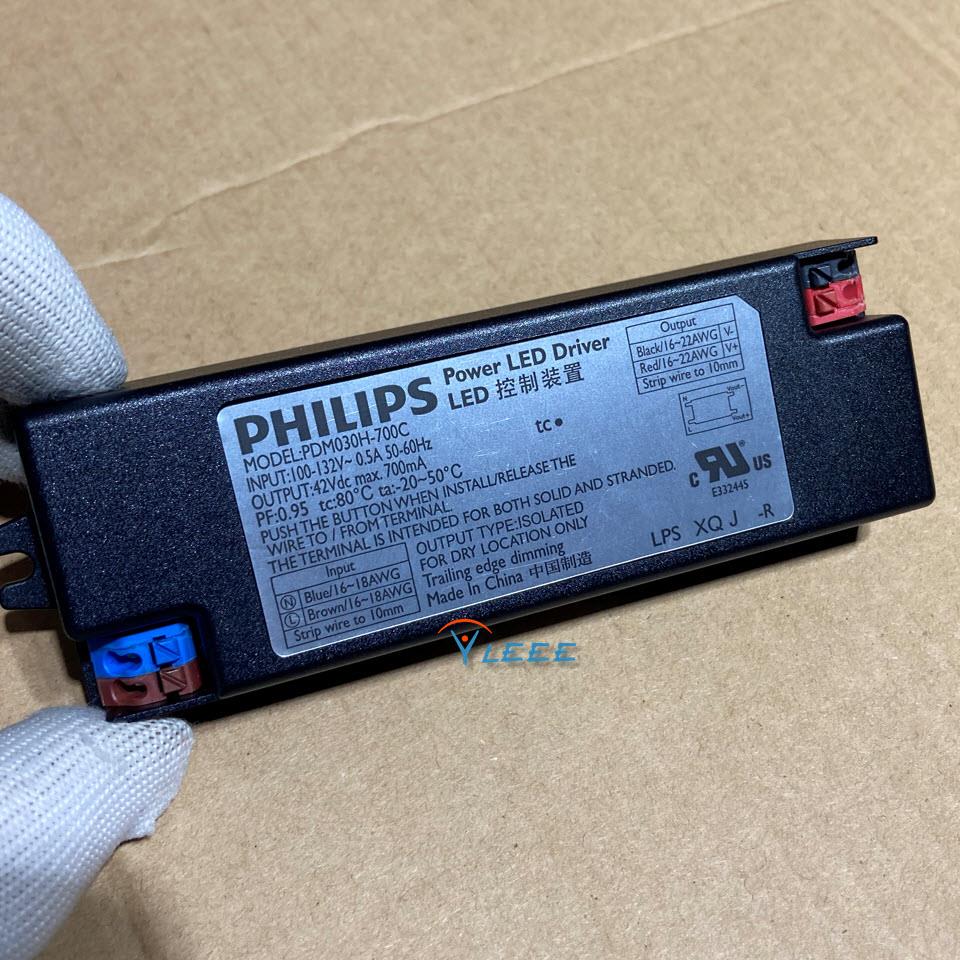 PHILIPS
Power LED Driver
LED 控制装置
MODEL:PDM030H-700C
INPUT:100-132V~ 0.5A 50-60Hz
OUTPUT:42Vdc max. 700mA
PF:0.95 tc:80°C ta:-20~50°C
PUSH THE BUTTON WHEN INSTALL/RELEASE THE
WIRE TO / FROM TERMINAL.
THE TERMINAL IS INTENDED FOR BOTH SOLID AND STRANDED.
Input
N Blue/16~18AWG
L Brown/16~18AWG
Strip wire to 10mm
OUTPUT TYPE:ISOLATED
FOR DRY LOCATION ONLY
Trailing edge dimming
Made In China 中国制造
tc
Output
Black/16~22AWG V-
Red/16~22AWG V+
Strip wire to 10mm
N Vout-
L Vout+
c RU US
E332445
LPS XQ J -R
YLEEE